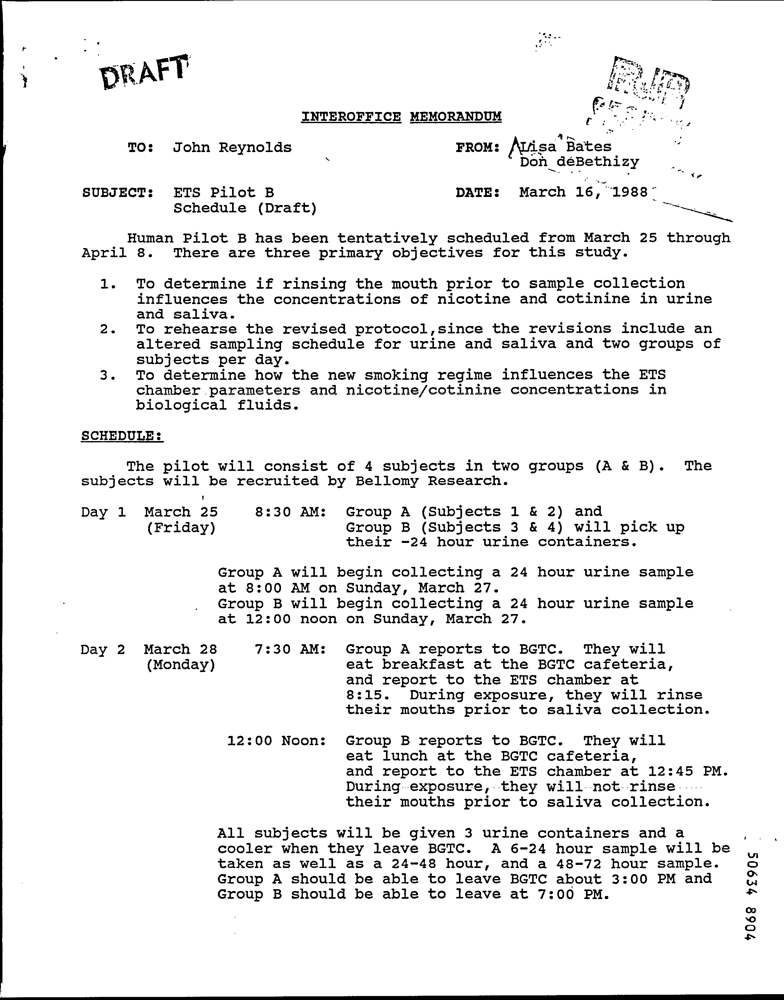 DRAFT
RJR
INTEROFFICE MEMORANDUM
TO: John Reynolds FROM: Lisa Bates
Don deBethizy
SUBJECT: ETS Pilot B DATE: March 16, 1988
Schedule (Draft)
Human Pilot B has been tentatively scheduled from March 25 through
April 8. There are three primary objectives for this study.
1. To determine if rinsing the mouth prior to sample collection
influences the concentrations of nicotine and cotinine in urine
and saliva.
2. To rehearse the revised protocol,since the revisions include an
altered sampling schedule for urine and saliva and two groups of
subjects per day.
3. To determine how the new smoking regime influences the ETS
chamber parameters and nicotine/cotinine concentrations in
biological fluids.
SCHEDULE:
The pilot will consist of 4 subjects in two groups (A & B). The
subjects will be recruited by Bellomy Research.
Day 1 March 25 8:30 AM: Group A (Subjects 1 & 2) and
(Friday) Group B (Subjects 3 & 4) will pick up
their -24 hour urine containers.
Group A will begin collecting a 24 hour urine sample
at 8:00 AM on Sunday, March 27.
Group B will begin collecting a 24 hour urine sample
at 12:00 noon on Sunday, March 27.
Day 2 March 28 7:30 AM: Group A reports to BGTC. They will
(Monday) eat breakfast at the BGTC cafeteria,
and report to the ETS chamber at
8:15. During exposure, they will rinse
their mouths prior to saliva collection.
12:00 Noon: Group B reports to BGTC. They will
eat lunch at the BGTC cafeteria,
and report to the ETS chamber at 12:45 PM.
During exposure, they will not rinse
their mouths prior to saliva collection.
All subjects will be given 3 urine containers and a
cooler when they leave BGTC. A 6-24 hour sample will be
taken as well as a 24-48 hour, and a 48-72 hour sample.
Group A should be able to leave BGTC about 3:00 PM and
Group B should be able to leave at 7:00 PM.
50634 8904